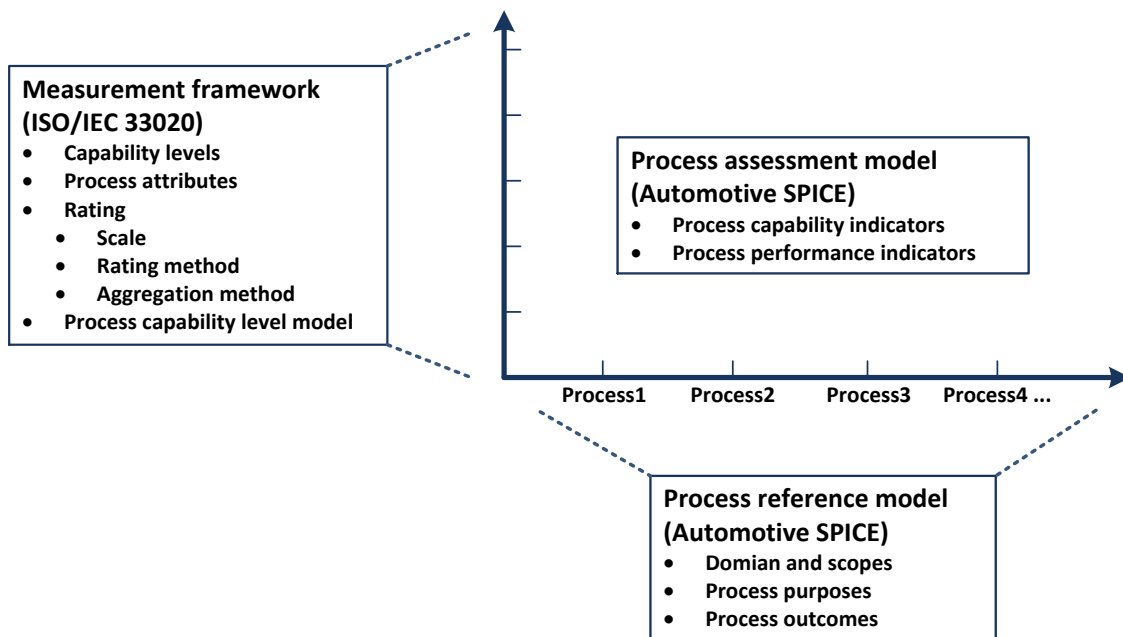 Measurement framework
(ISO/IEC 33020)
• Capability levels
• Process attributes
• Rating
• Scale
• Rating method
• Aggregation method
• Process capability level model
Process assessment model
(Automotive SPICE)
• Process capability indicators
• Process performance indicators
Process1 Process2 Process3 Process4 ...
Process reference model
(Automotive SPICE)
• Domian and scopes
• Process purposes
• Process outcomes